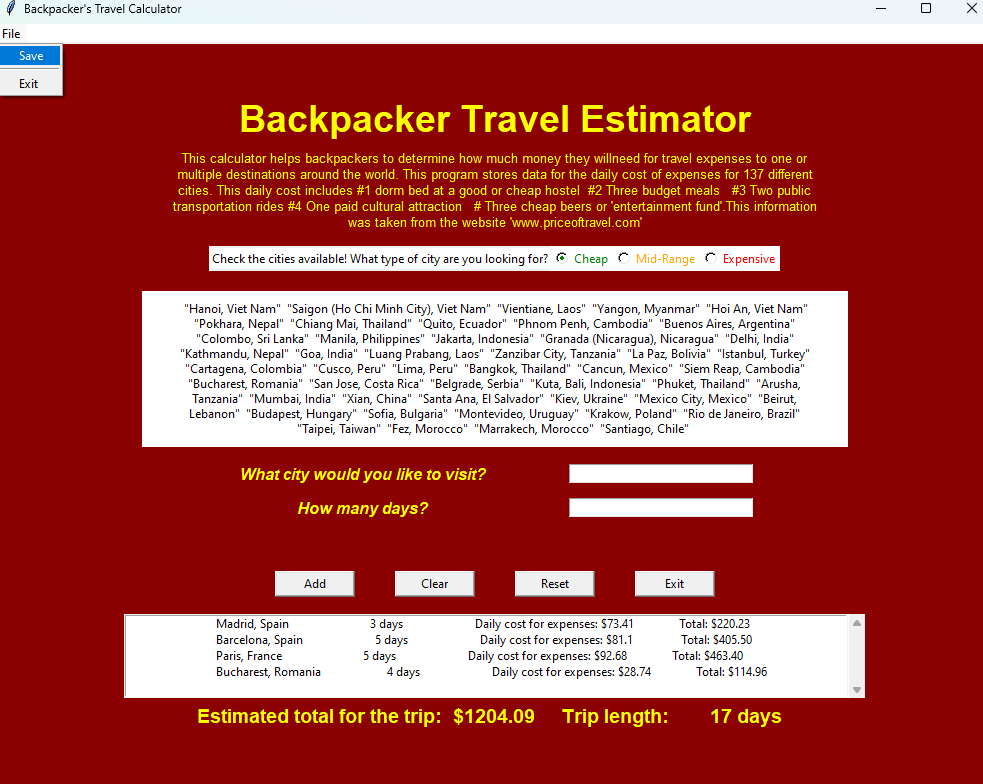 Backpacker's Travel Calculator
File
Save
Exit
Backpacker Travel Estimator
This calculator helps backpackers to determine how much money they willneed for travel expenses to one or
multiple destinations around the world. This program stores data for the daily cost of expenses for 137 different
cities. This daily cost includes #1 dorm bed at a good or cheap hostel  #2 Three budget meals   #3 Two public
transportation rides #4 One paid cultural attraction   # Three cheap beers or 'entertainment fund'.This information
was taken from the website 'www.priceoftravel.com'
Check the cities available! What type of city are you looking for? Cheap Mid-Range Expensive
"Hanoi, Viet Nam"  "Saigon (Ho Chi Minh City), Viet Nam"  "Vientiane, Laos"  "Yangon, Myanmar"  "Hoi An, Viet Nam"
"Pokhara, Nepal"  "Chiang Mai, Thailand"  "Quito, Ecuador"  "Phnom Penh, Cambodia"  "Buenos Aires, Argentina"
"Colombo, Sri Lanka"  "Manila, Philippines"  "Jakarta, Indonesia"  "Granada (Nicaragua), Nicaragua"  "Delhi, India"
"Kathmandu, Nepal"  "Goa, India"  "Luang Prabang, Laos"  "Zanzibar City, Tanzania"  "La Paz, Bolivia"  "Istanbul, Turkey"
"Cartagena, Colombia"  "Cusco, Peru"  "Lima, Peru"  "Bangkok, Thailand"  "Cancun, Mexico"  "Siem Reap, Cambodia"
"Bucharest, Romania"  "San Jose, Costa Rica"  "Belgrade, Serbia"  "Kuta, Bali, Indonesia"  "Phuket, Thailand"  "Arusha,
Tanzania"  "Mumbai, India"  "Xian, China"  "Santa Ana, El Salvador"  "Kiev, Ukraine"  "Mexico City, Mexico"  "Beirut,
Lebanon"  "Budapest, Hungary"  "Sofia, Bulgaria"  "Montevideo, Uruguay"  "Krakow, Poland"  "Rio de Janeiro, Brazil"
"Taipei, Taiwan"  "Fez, Morocco"  "Marrakech, Morocco"  "Santiago, Chile"
What city would you like to visit?
How many days?
Add Clear Reset Exit
Madrid, Spain 3 days Daily cost for expenses: $73.41 Total: $220.23
Barcelona, Spain 5 days Daily cost for expenses: $81.1 Total: $405.50
Paris, France 5 days Daily cost for expenses: $92.68 Total: $463.40
Bucharest, Romania 4 days Daily cost for expenses: $28.74 Total: $114.96
Estimated total for the trip: $1204.09 Trip length: 17 days